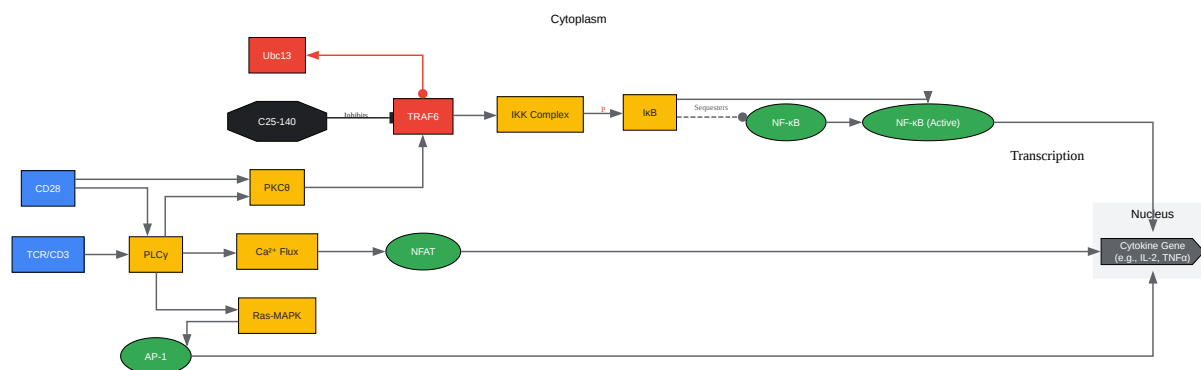 Cytoplasm
Ubc13
C25-140
Inhibits
TRAF6
IKK Complex
P
IκB
Sequesters
NF-κB
NF-κB (Active)
Transcription
CD28
PKCθ
Nucleus
TCR/CD3
PLCγ
Ca²⁺ Flux
NFAT
Cytokine Gene
(e.g., IL-2, TNFα)
Ras-MAPK
AP-1